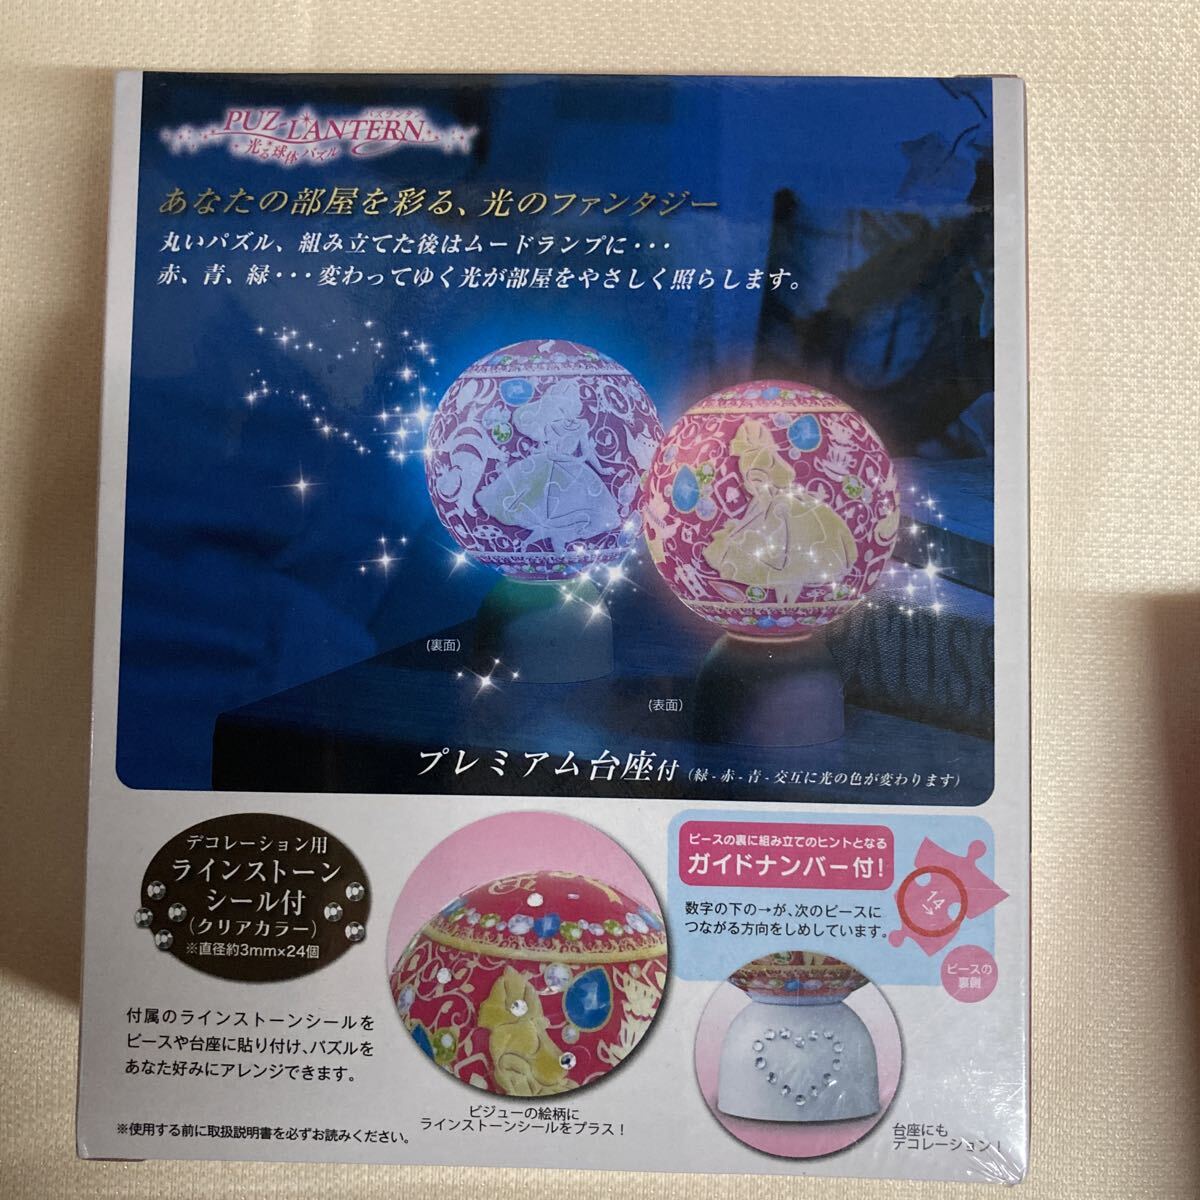 パズランタン
PUZ-LANTERN
光る球体パズル
あなたの部屋を彩る、光のファンタジー
丸いパズル、組み立てた後はムードランプに・・・
赤、青、緑・・・変わってゆく光が部屋をやさしく照らします。
(裏面)
(表面)
プレミアム台座付(緑-赤-青-交互に光の色が変わります)
デコレーション用
ラインストーン
シール付
(クリアカラー)
※直径約3mm×24個
付属のラインストーンシールを
ピースや台座に貼り付け、パズルを
あなた好みにアレンジできます。
※使用する前に取扱説明書を必ずお読みください。
ビジューの絵柄に
ラインストーンシールをプラス!
ピースの裏に組み立てのヒントとなる
ガイドナンバー付!
数字の下の→が、次のピースに
つながる方向をしめしています。
14
ピースの
裏側
台座にも
デコレーション!